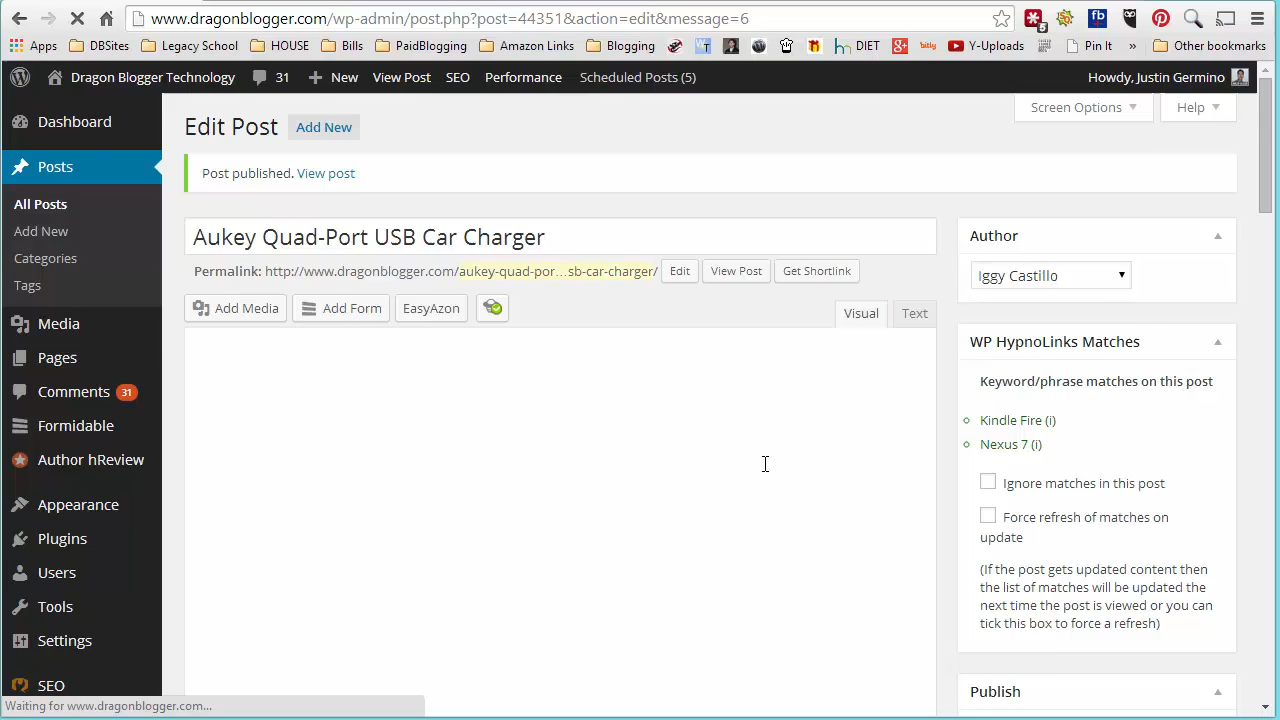 www.dragonblogger.com/wp-admin/post.php?post=44351&action=edit&message=6
5
Apps DBSites Legacy School HOUSE Bills PaidBlogging Amazon Links Blogging DIET bitly Y-Uploads Pin It » Other bookmarks
Dragon Blogger Technology 31 New View Post SEO Performance Scheduled Posts (5) Howdy, Justin Germino
Screen Options Help
Dashboard
Edit Post Add New
Posts
Post published. View post
All Posts
Add New
Categories
Tags
Aukey Quad-Port USB Car Charger
Permalink: http://www.dragonblogger.com/aukey-quad-por...sb-car-charger/ Edit View Post Get Shortlink
Add Media Add Form EasyAzon
Visual Text
Author
Iggy Castillo
WP HypnoLinks Matches
Keyword/phrase matches on this post
Kindle Fire (i)
Nexus 7 (i)
Ignore matches in this post
Force refresh of matches on
update
(If the post gets updated content then
the list of matches will be updated the
next time the post is viewed or you can
tick this box to force a refresh)
Publish
Media
Pages
Comments 31
Formidable
Author hReview
Appearance
Plugins
Users
Tools
Settings
SEO
Waiting for www.dragonblogger.com...